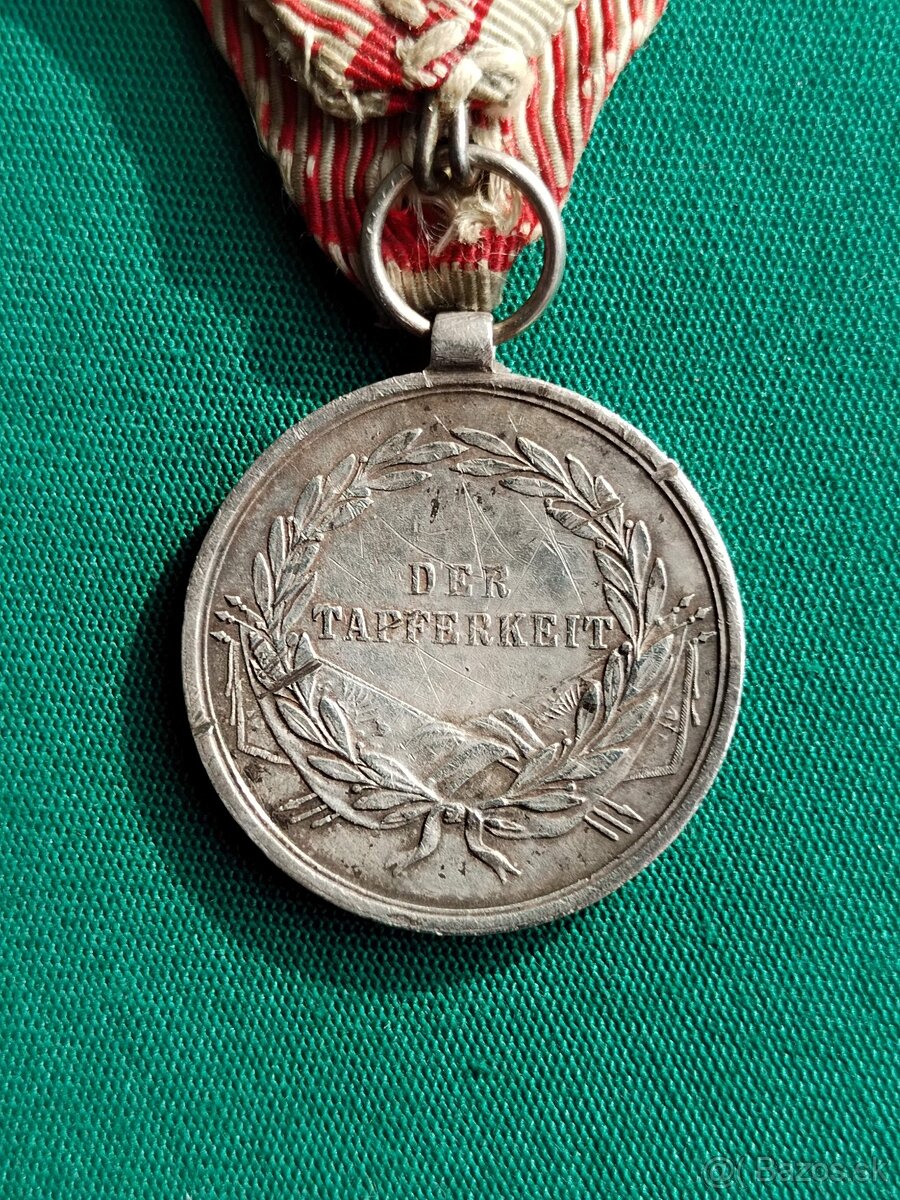 DER
TAPFERKEIT
@( Bazos.sk